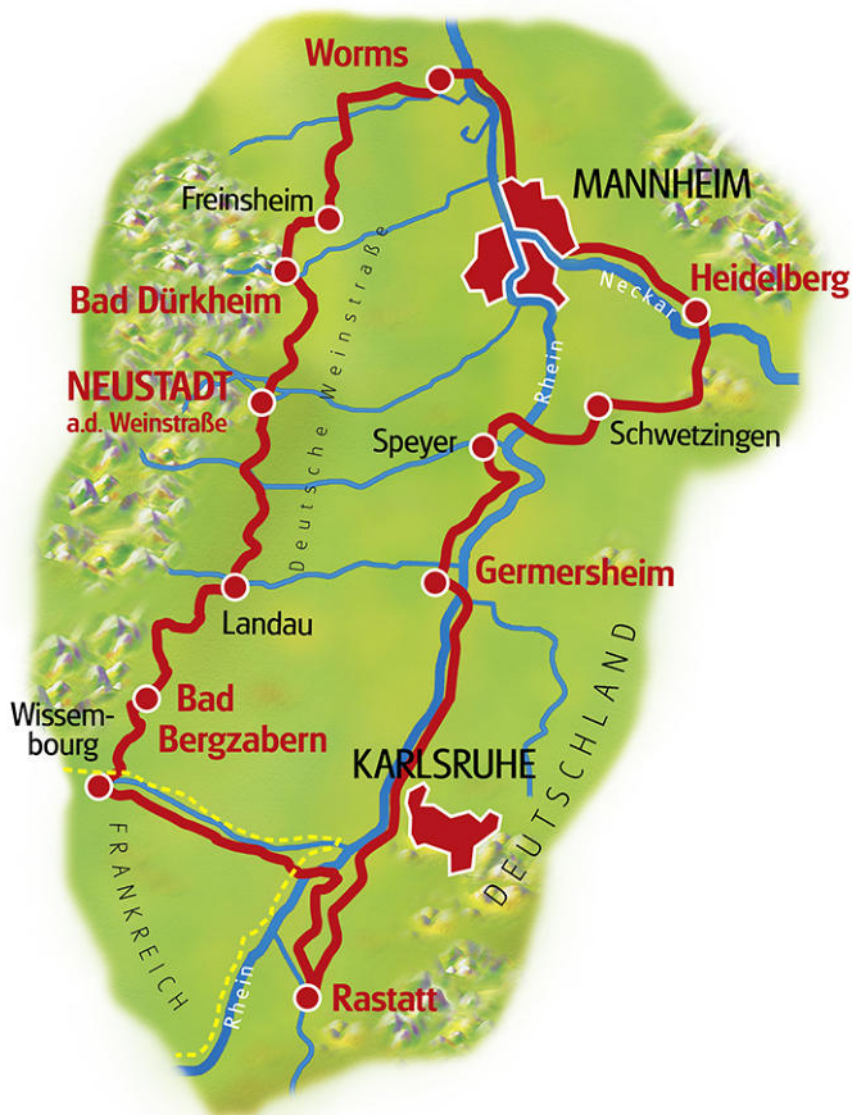 Worms
MANNHEIM
Freinsheim
Heidelberg
Bad Dürkheim
Neckar
Deutsche Weinstraße
Rhein
NEUSTADT
a.d. Weinstraße
Speyer
Schwetzingen
Germersheim
Landau
DEUTSCHLAND
Bad
Bergzabern
Wissem-
bourg
KARLSRUHE
FRANKREICH
Rhein
Rastatt